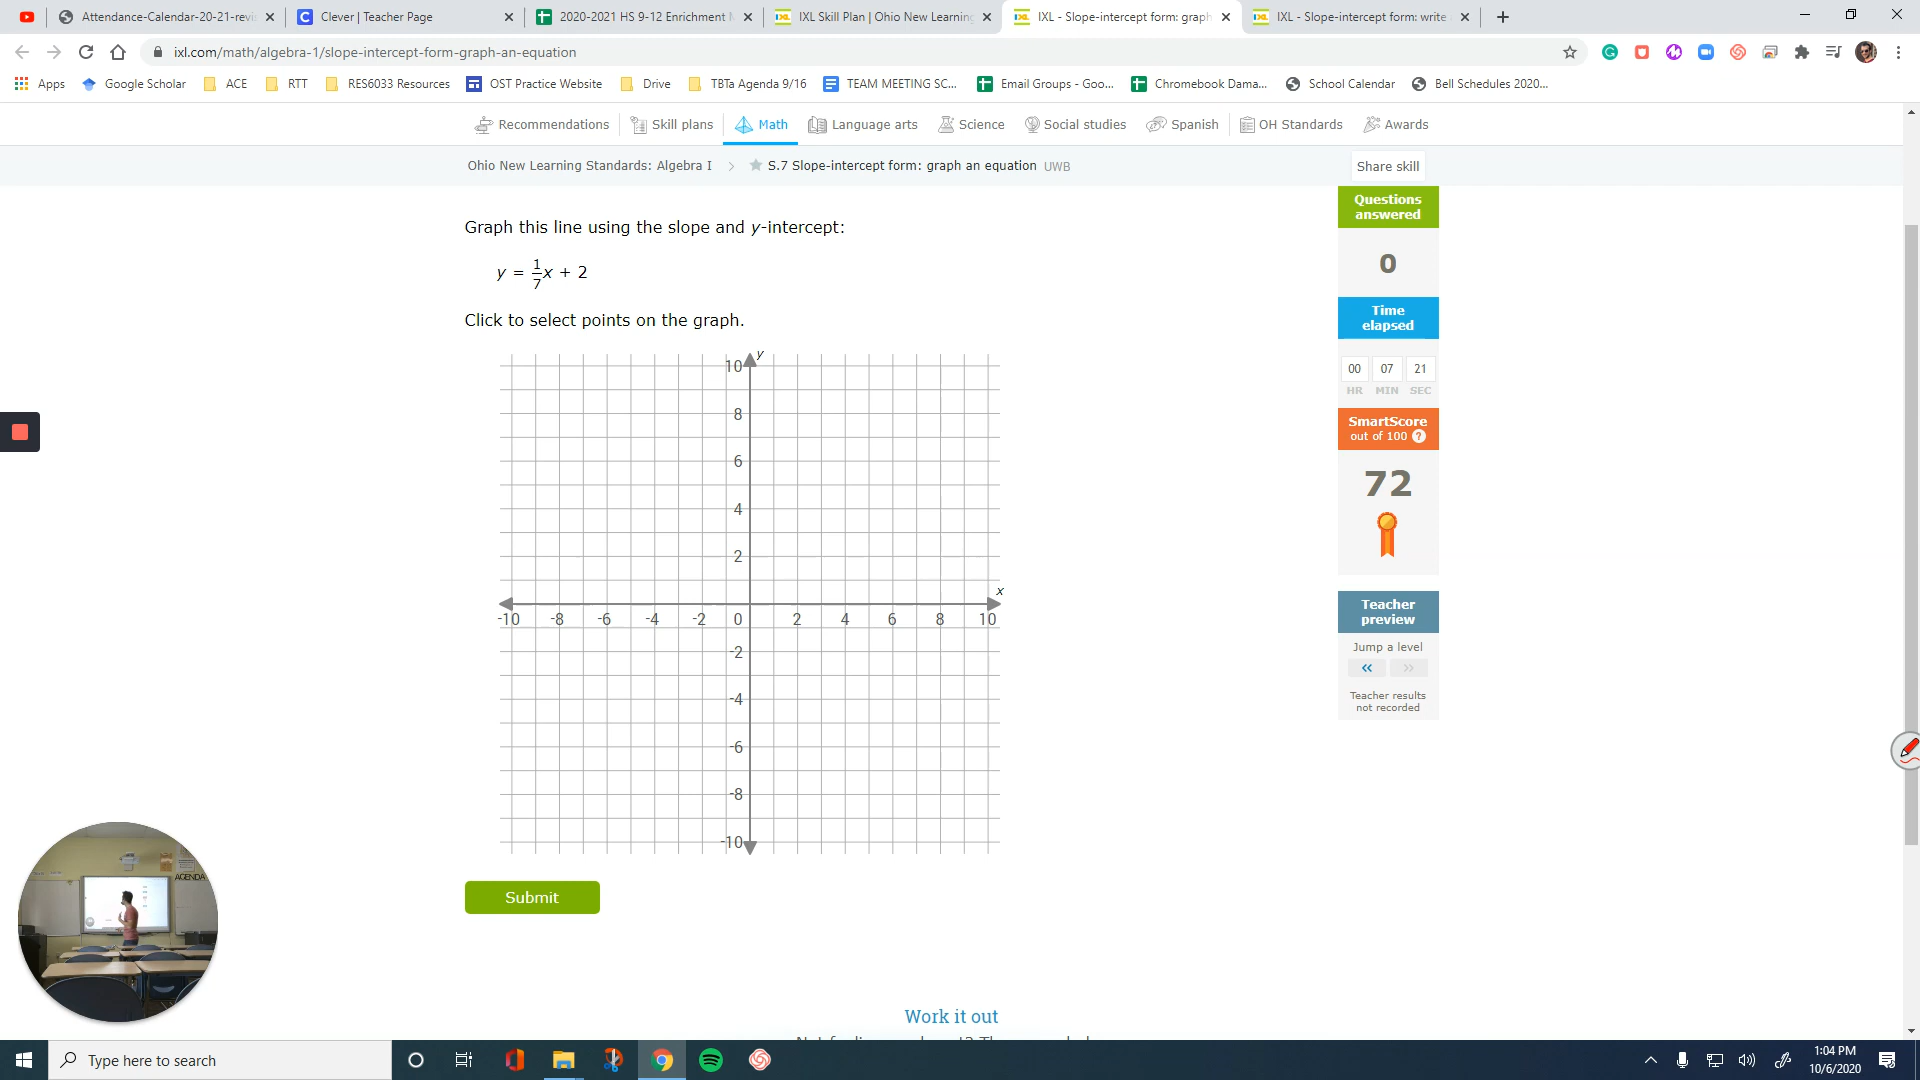 Attendance-Calendar-20-21-revi
Clever | Teacher Page
2020-2021 HS 9-12 Enrichment
IXL Skill Plan | Ohio New Learning
IXL - Slope-intercept form: graph
IXL - Slope-intercept form: write
ixl.com/math/algebra-1/slope-intercept-form-graph-an-equation
Apps
Google Scholar
ACE
RTT
RES6033 Resources
OST Practice Website
Drive
TBTa Agenda 9/16
TEAM MEETING SC...
Email Groups - Goo...
Chromebook Dama...
School Calendar
Bell Schedules 2020...
Recommendations
Skill plans
Math
Language arts
Science
Social studies
Spanish
OH Standards
Awards
Ohio New Learning Standards: Algebra I > S.7 Slope-intercept form: graph an equation UWB
Share skill
Graph this line using the slope and y-intercept:
y = 1/7 x + 2
Click to select points on the graph.
y
10
8
6
4
2
x
-10 -8 -6 -4 -2 0 2 4 6 8 10
-2
-4
-6
-8
-10
Submit
Work it out
Questions
answered
0
Time
elapsed
00 07 21
HR MIN SEC
SmartScore
out of 100 ?
72
Teacher
preview
Jump a level
Teacher results
not recorded
AGENDA
Type here to search
1:04 PM
10/6/2020